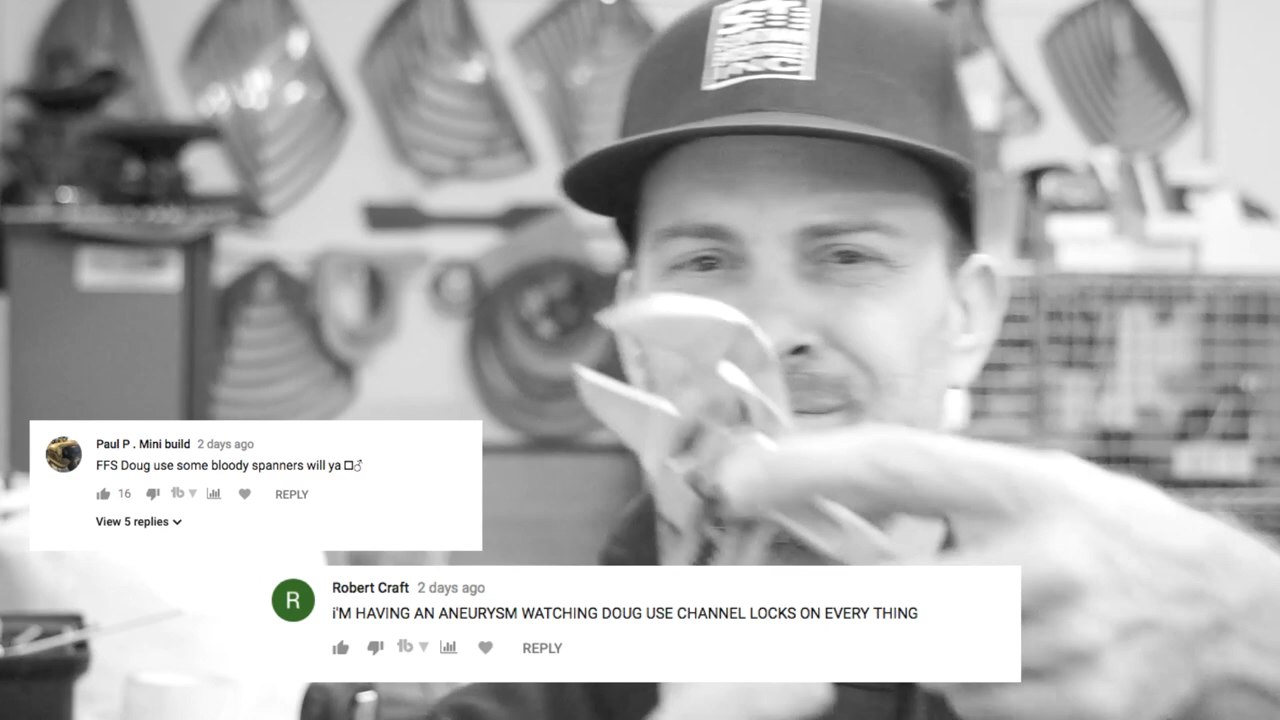 Paul P . Mini build 2 days ago
FFS Doug use some bloody spanners will ya □♂
16 REPLY
View 5 replies
R
Robert Craft 2 days ago
i'M HAVING AN ANEURYSM WATCHING DOUG USE CHANNEL LOCKS ON EVERY THING
REPLY